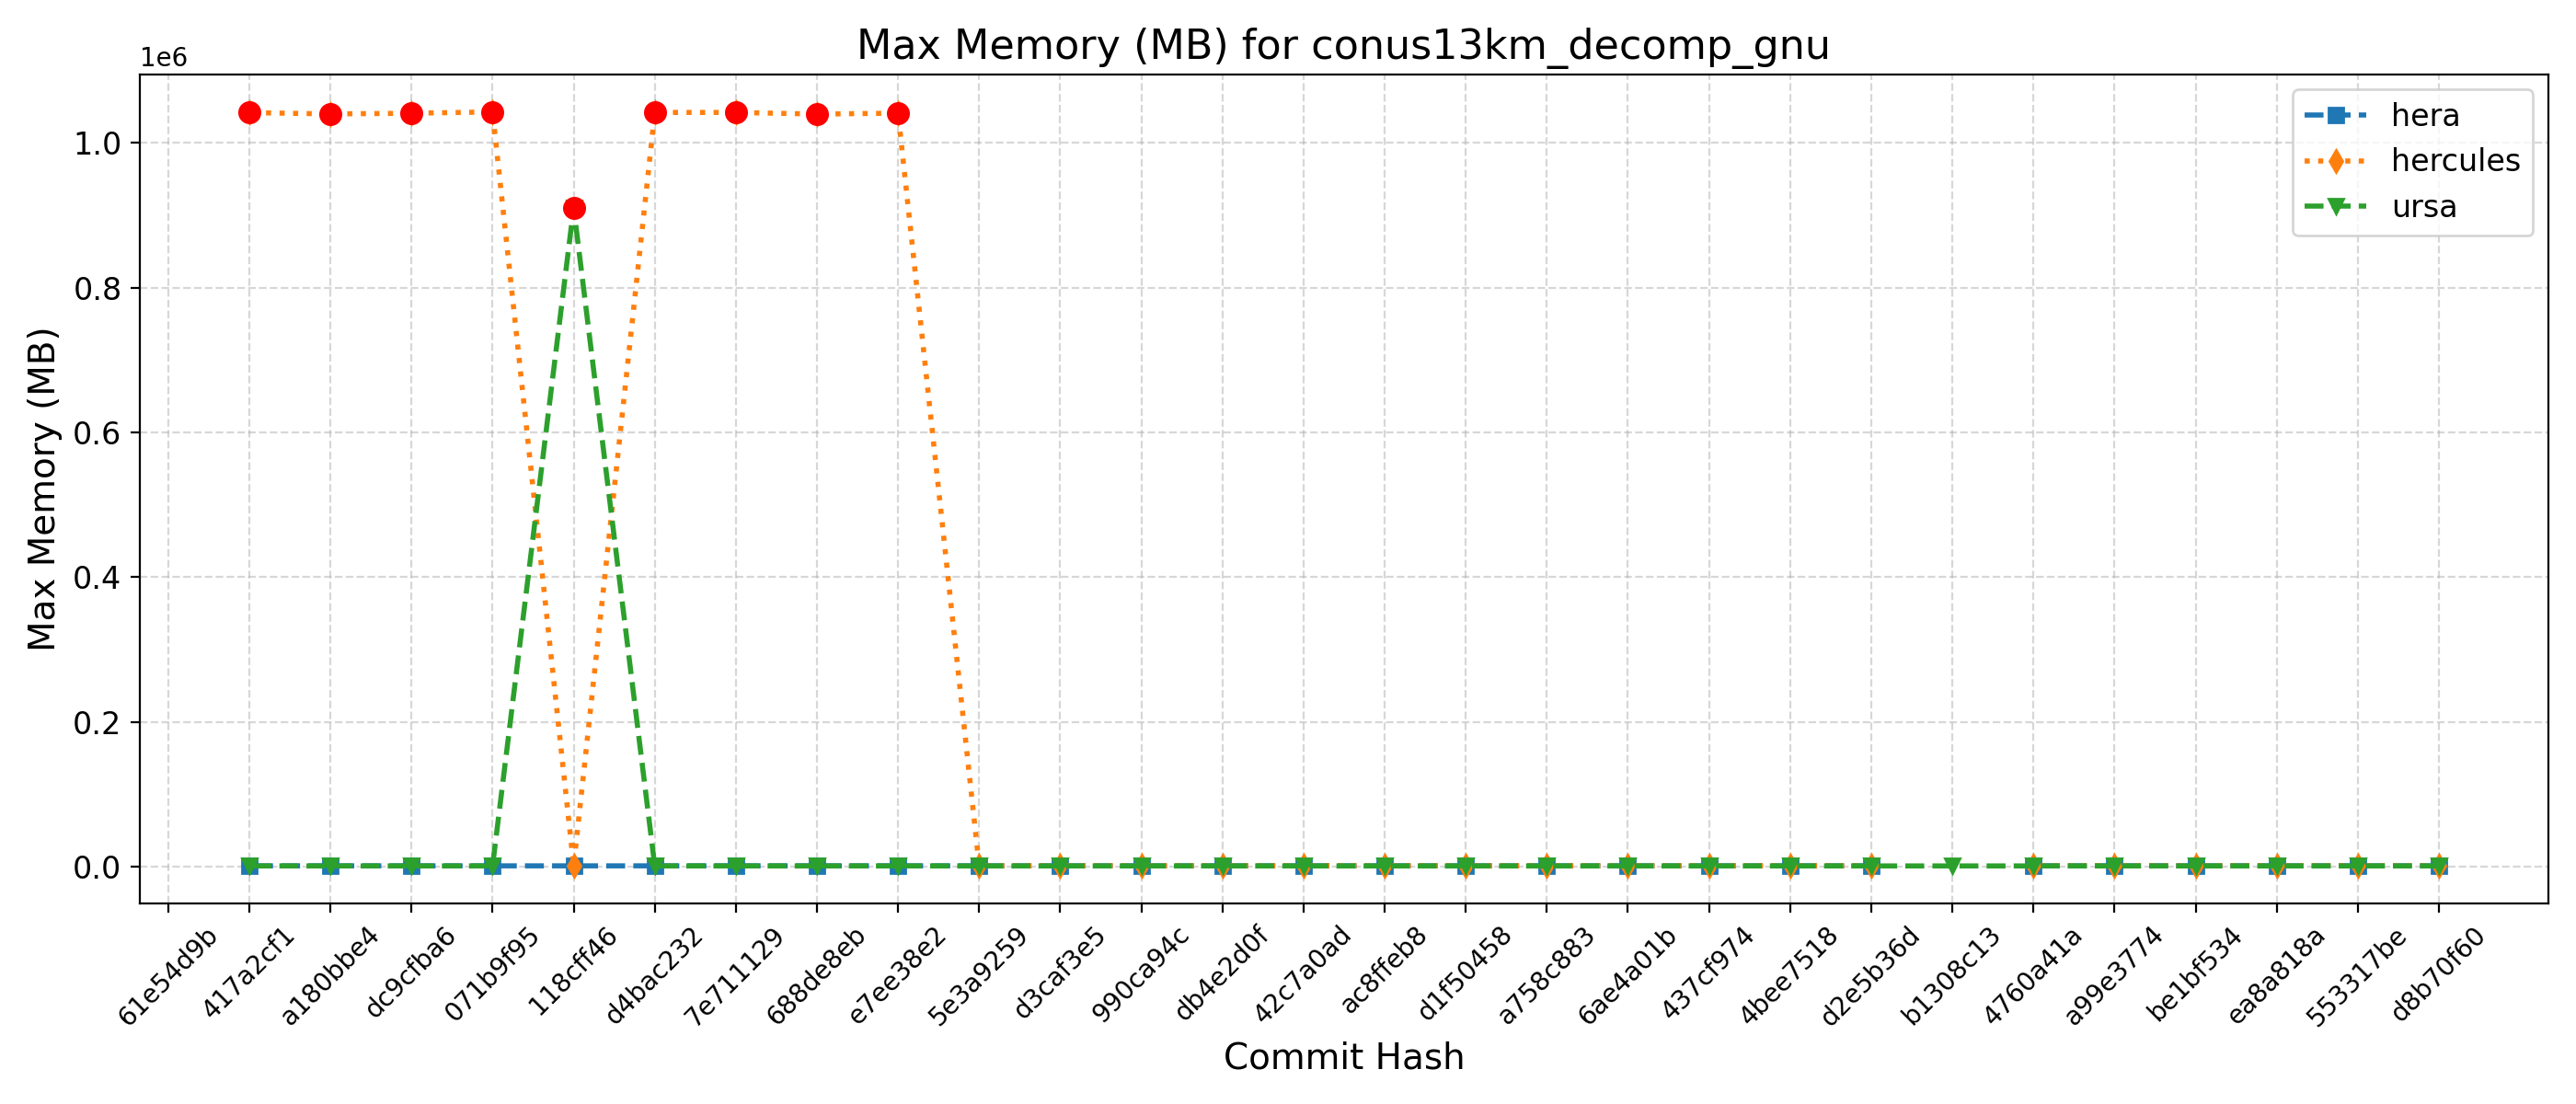 Max Memory (MB) for conus13km_decomp_gnu
1e6
1.0
0.8
0.6
0.4
0.2
0.0
Max Memory (MB)
hera
hercules
ursa
61e54d9b
417a2cf1
a180bbe4
dc9cfba6
071b9f95
118cff46
d4bac232
7e711129
688de8eb
e7ee38e2
5e3a9259
d3caf3e5
990ca94c
db4e2d0f
42c7a0ad
ac8ffeb8
d1f50458
a758c883
6ae4a01b
437cf974
4bee7518
d2e5b36d
b1308c13
4760a41a
a99e3774
be1bf534
ea8a818a
553317be
d8b70f60
Commit Hash